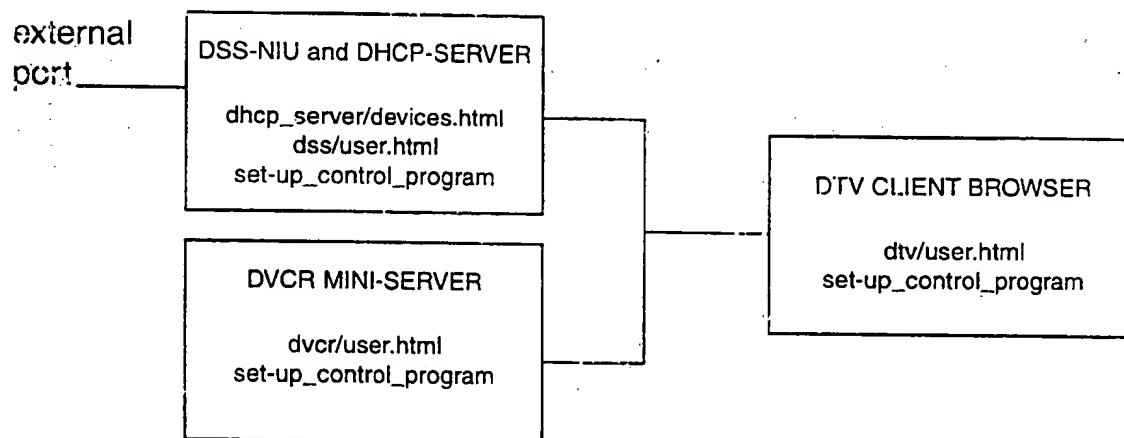 external
port
DSS-NIU and DHCP-SERVER
dhcp_server/devices.html
dss/user.html
set-up_control_program
DVCR MINI-SERVER
dvcr/user.html
set-up_control_program
DTV CLIENT BROWSER
dtv/user.html
set-up_control_program